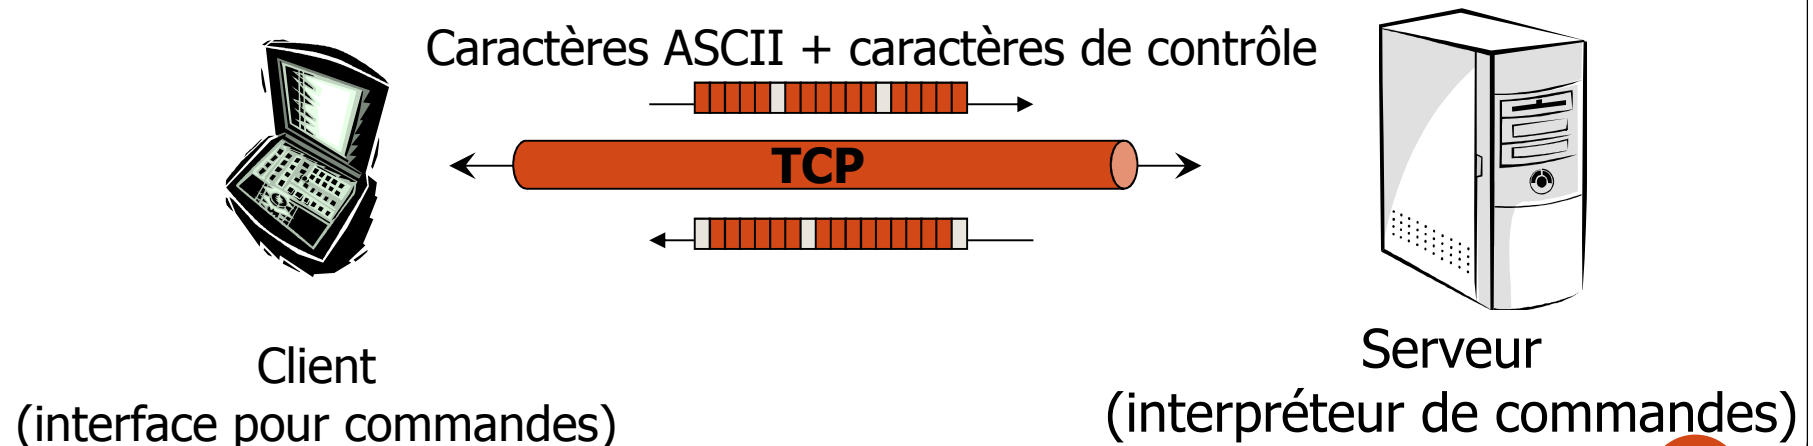 Caractères ASCII + caractères de contrôle
TCP
Client
(interface pour commandes)
Serveur
(interpréteur de commandes)